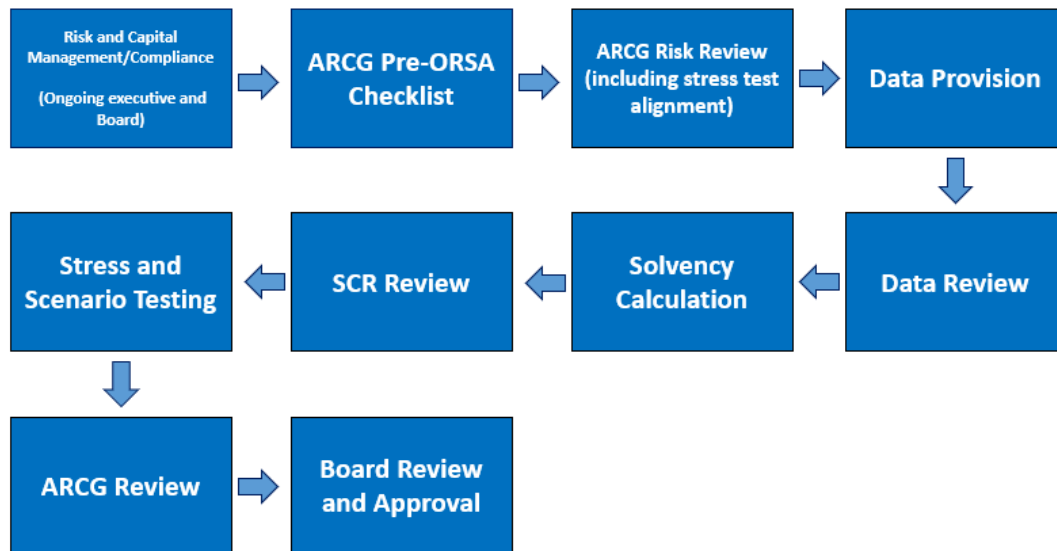 Risk and Capital
Management/Compliance
(Ongoing executive and
Board)
ARCG Pre-ORSA
Checklist
ARCG Risk Review
(including stress test
alignment)
Data Provision
Stress and
Scenario Testing
SCR Review
Solvency
Calculation
Data Review
ARCG Review
Board Review
and Approval